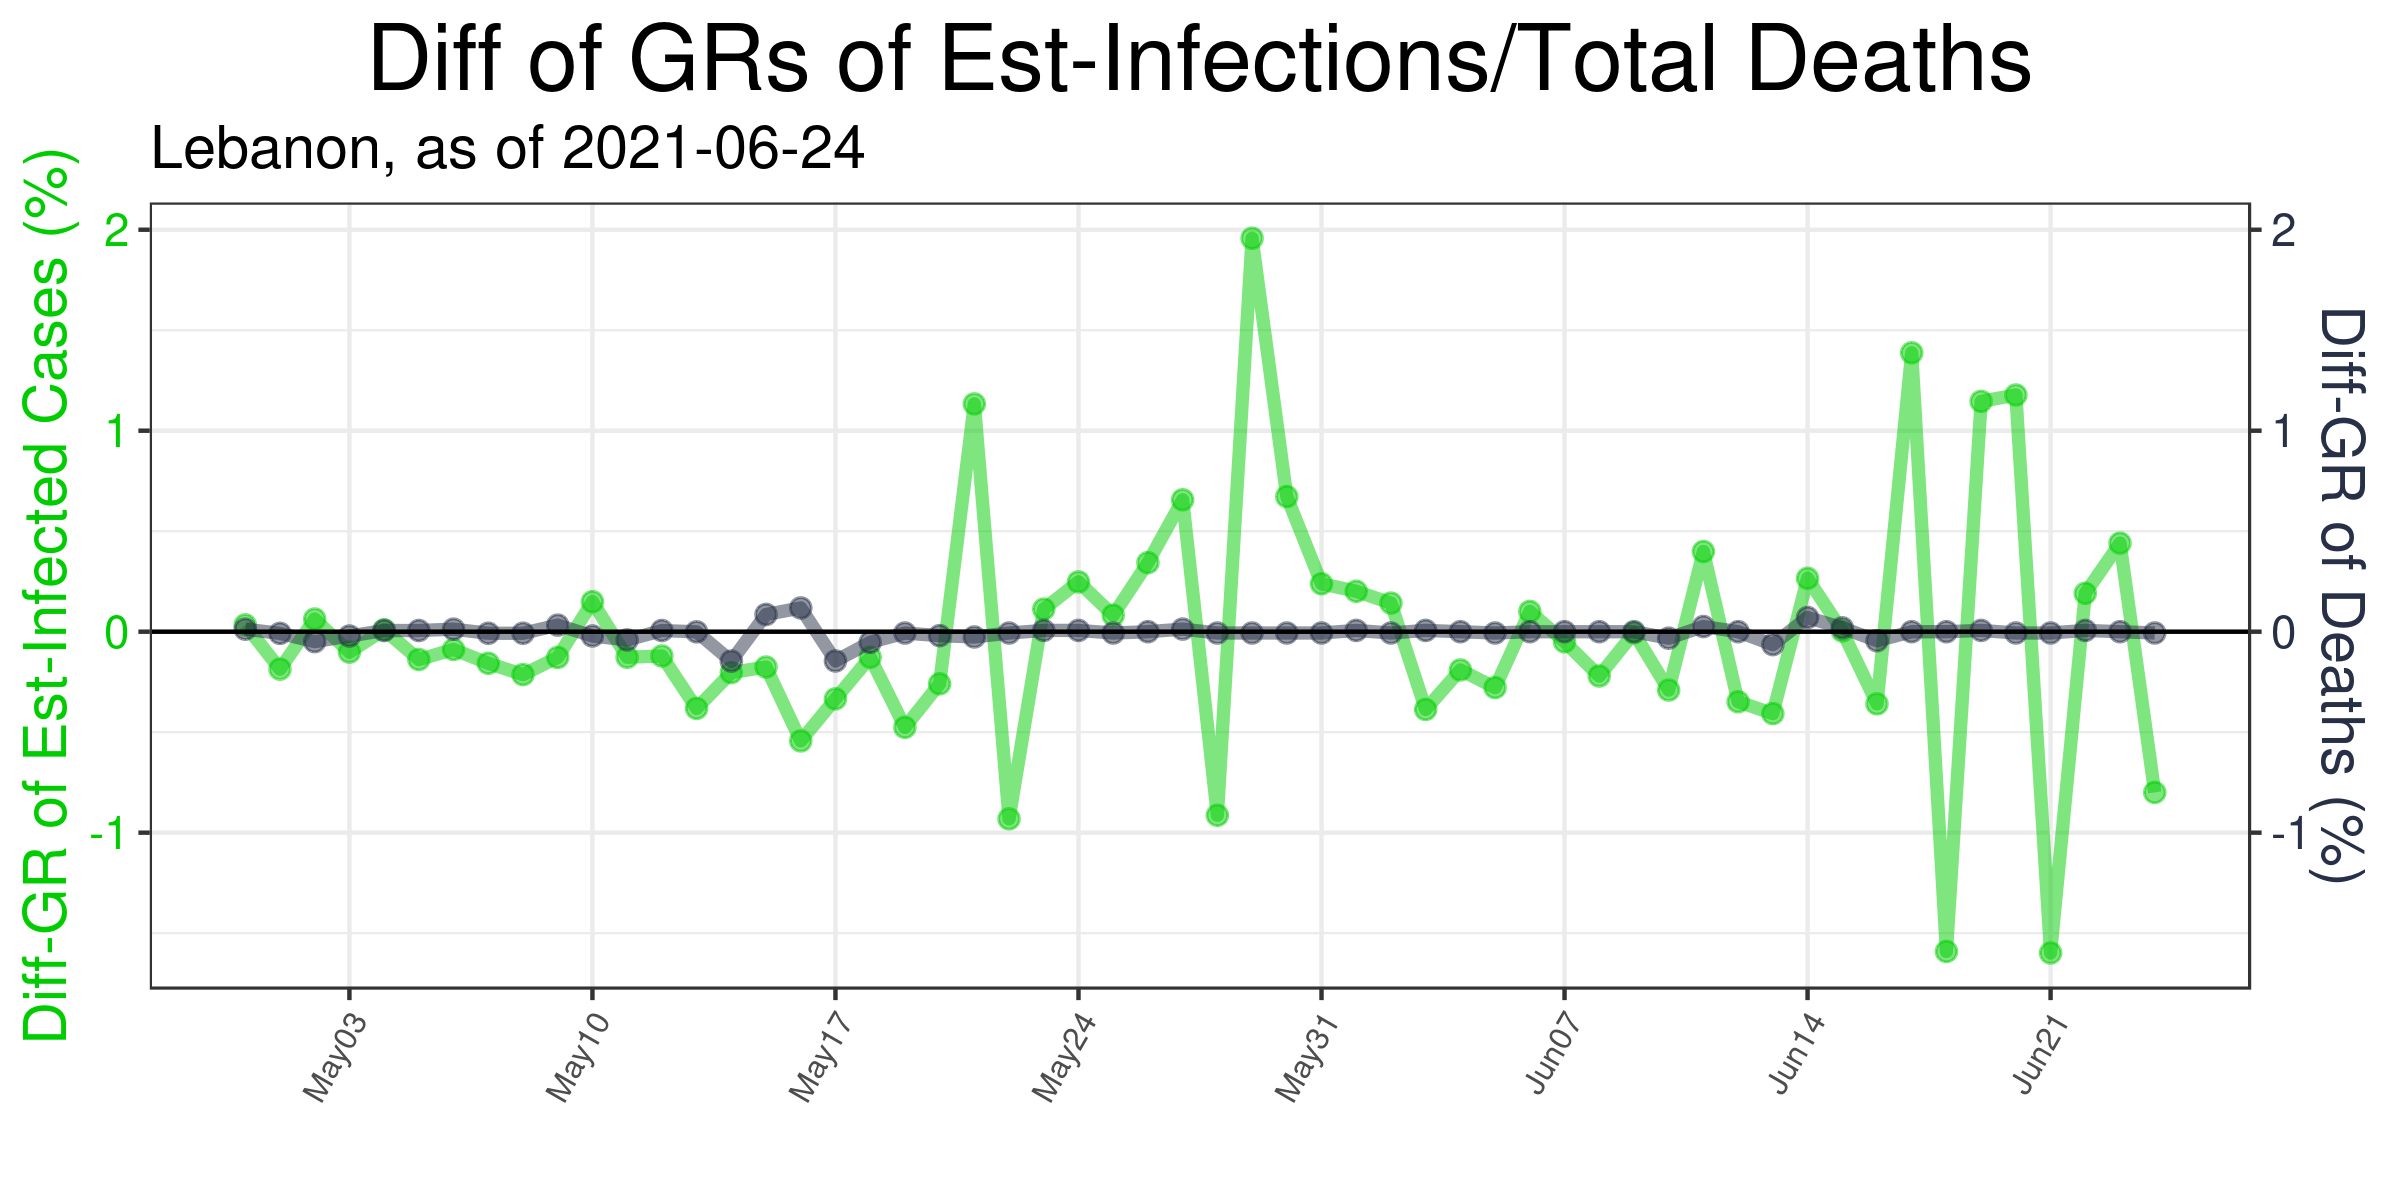 Diff of GRs of Est-Infections/Total Deaths
Lebanon, as of 2021-06-24
Diff-GR of Est-Infected Cases (%)
2
1
0
-1
2
1
0
-1
Diff-GR of Deaths (%)
May03
May10
May17
May24
May31
Jun07
Jun14
Jun21